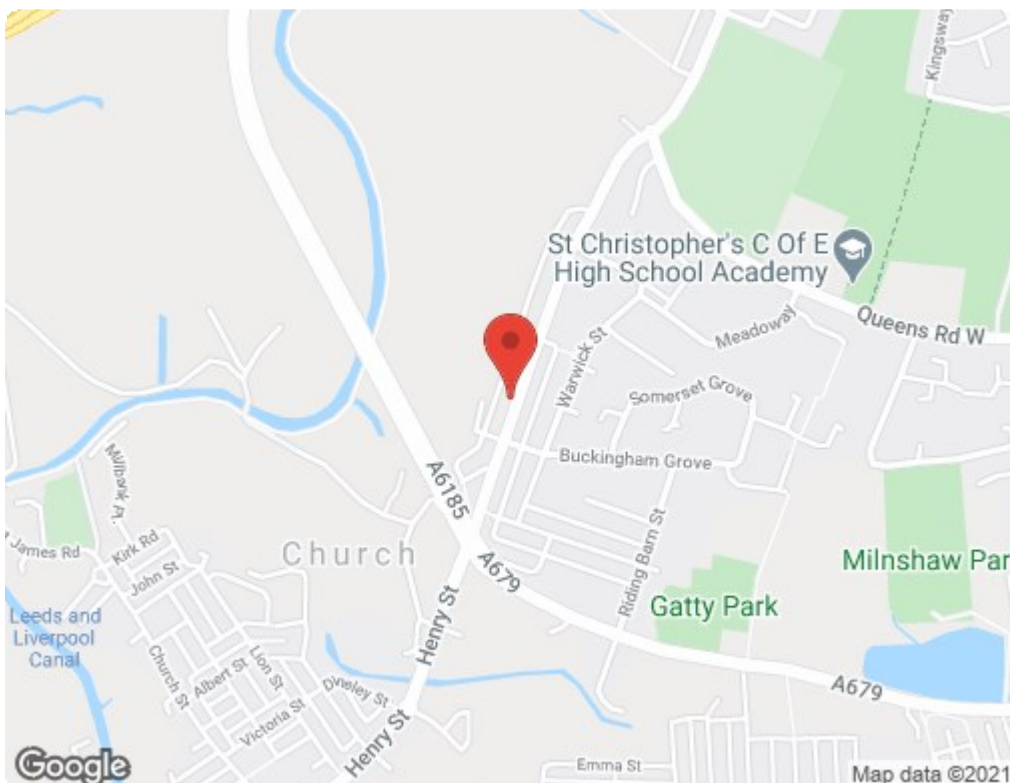 Kingsway
St Christopher's C Of E
High School Academy
Queens Rd W
Meadoway
Warwick St
Somerset Grove
Buckingham Grove
A6185
Millbank Pl.
James Rd
Kirk Rd
John St
Church
A679
Riding Barn St
Milnshaw Par
Gatty Park
Leeds and
Liverpool
Canal
Henry St
Church St
Albert St
Lion St
Dineley St
Victoria St
A679
Henry St
Emma St
Google
Map data ©2021